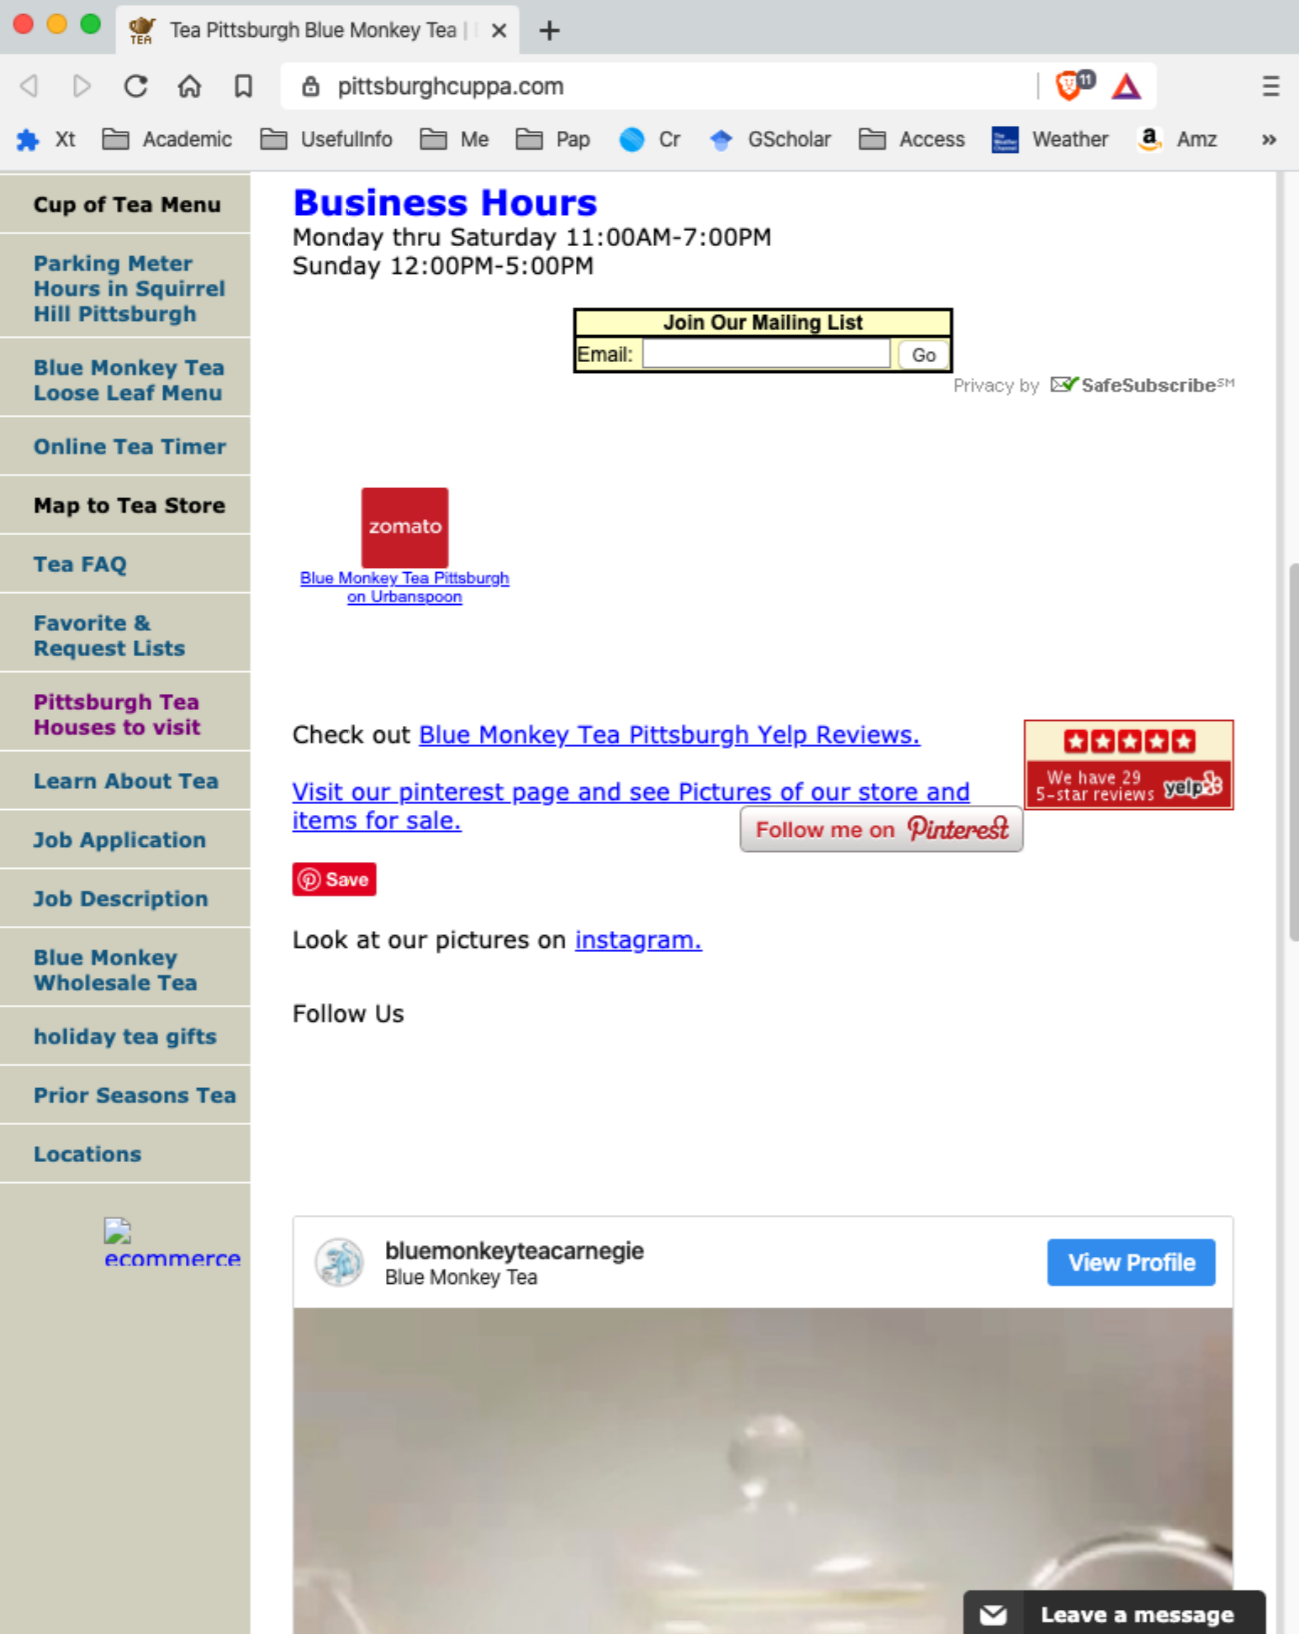 TEA
Tea Pittsburgh Blue Monkey Tea |
pittsburghcuppa.com
11
Xt
Academic
UsefulInfo
Me
Pap
Cr
GScholar
Access
Weather
a
Amz
»
Cup of Tea Menu
Parking Meter
Hours in Squirrel
Hill Pittsburgh
Blue Monkey Tea
Loose Leaf Menu
Online Tea Timer
Map to Tea Store
Tea FAQ
Favorite &
Request Lists
Pittsburgh Tea
Houses to visit
Learn About Tea
Job Application
Job Description
Blue Monkey
Wholesale Tea
holiday tea gifts
Prior Seasons Tea
Locations
ecommerce
Business Hours
Monday thru Saturday 11:00AM-7:00PM
Sunday 12:00PM-5:00PM
Join Our Mailing List
Email:
Go
Privacy by SafeSubscribe℠
zomato
Blue Monkey Tea Pittsburgh
on Urbanspoon
Check out Blue Monkey Tea Pittsburgh Yelp Reviews.
We have 29
5-star reviews
yelp
Visit our pinterest page and see Pictures of our store and
items for sale.
Follow me on Pinterest
Save
Look at our pictures on instagram.
Follow Us
bluemonkeyteacarnegie
Blue Monkey Tea
View Profile
Leave a message